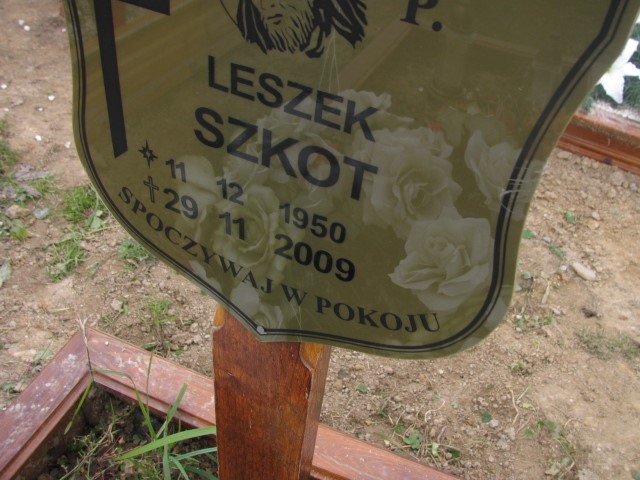 P.
LESZEK
SZKOT
11 12 1950
29 11 2009
SPOCZYWAJ W POKOJU